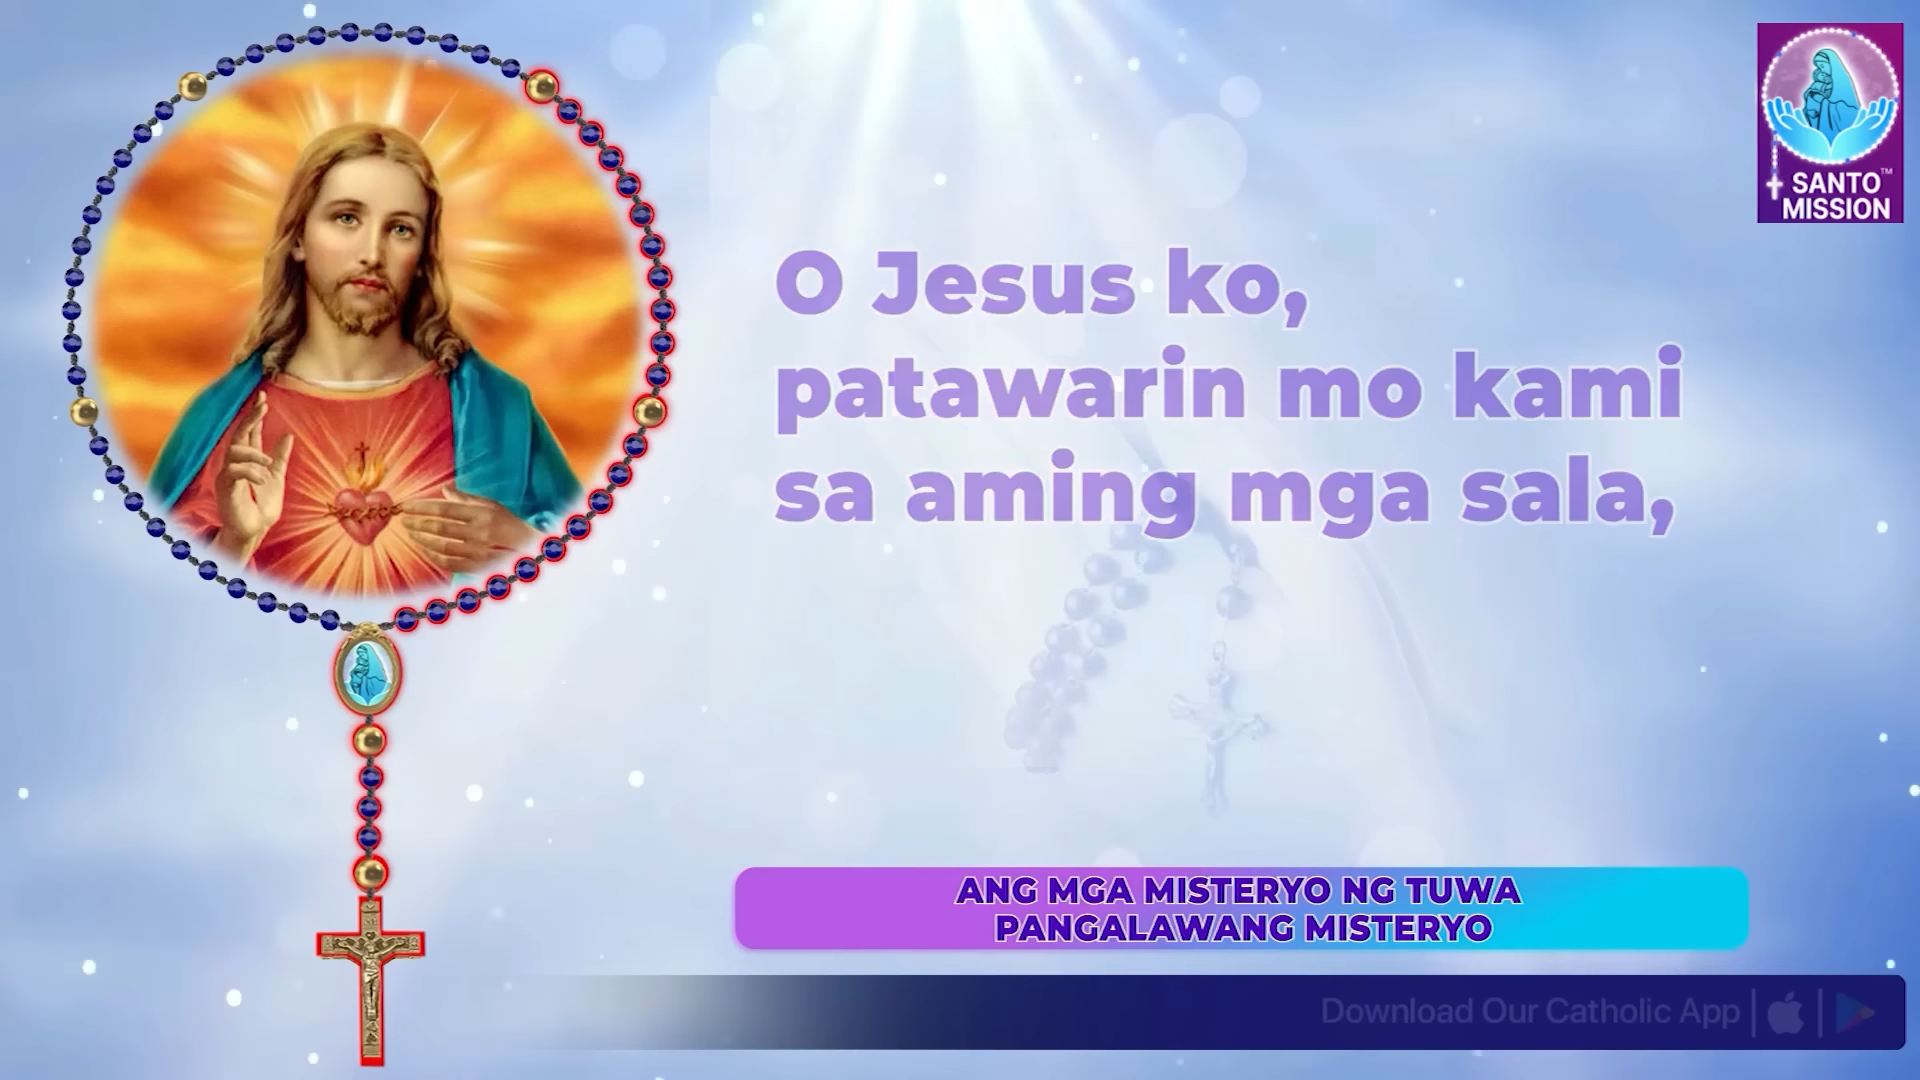 SANTO™
MISSION
O Jesus ko,
patawarin mo kami
sa aming mga sala,
ANG MGA MISTERYO NG TUWA
PANGALAWANG MISTERYO
Download Our Catholic App